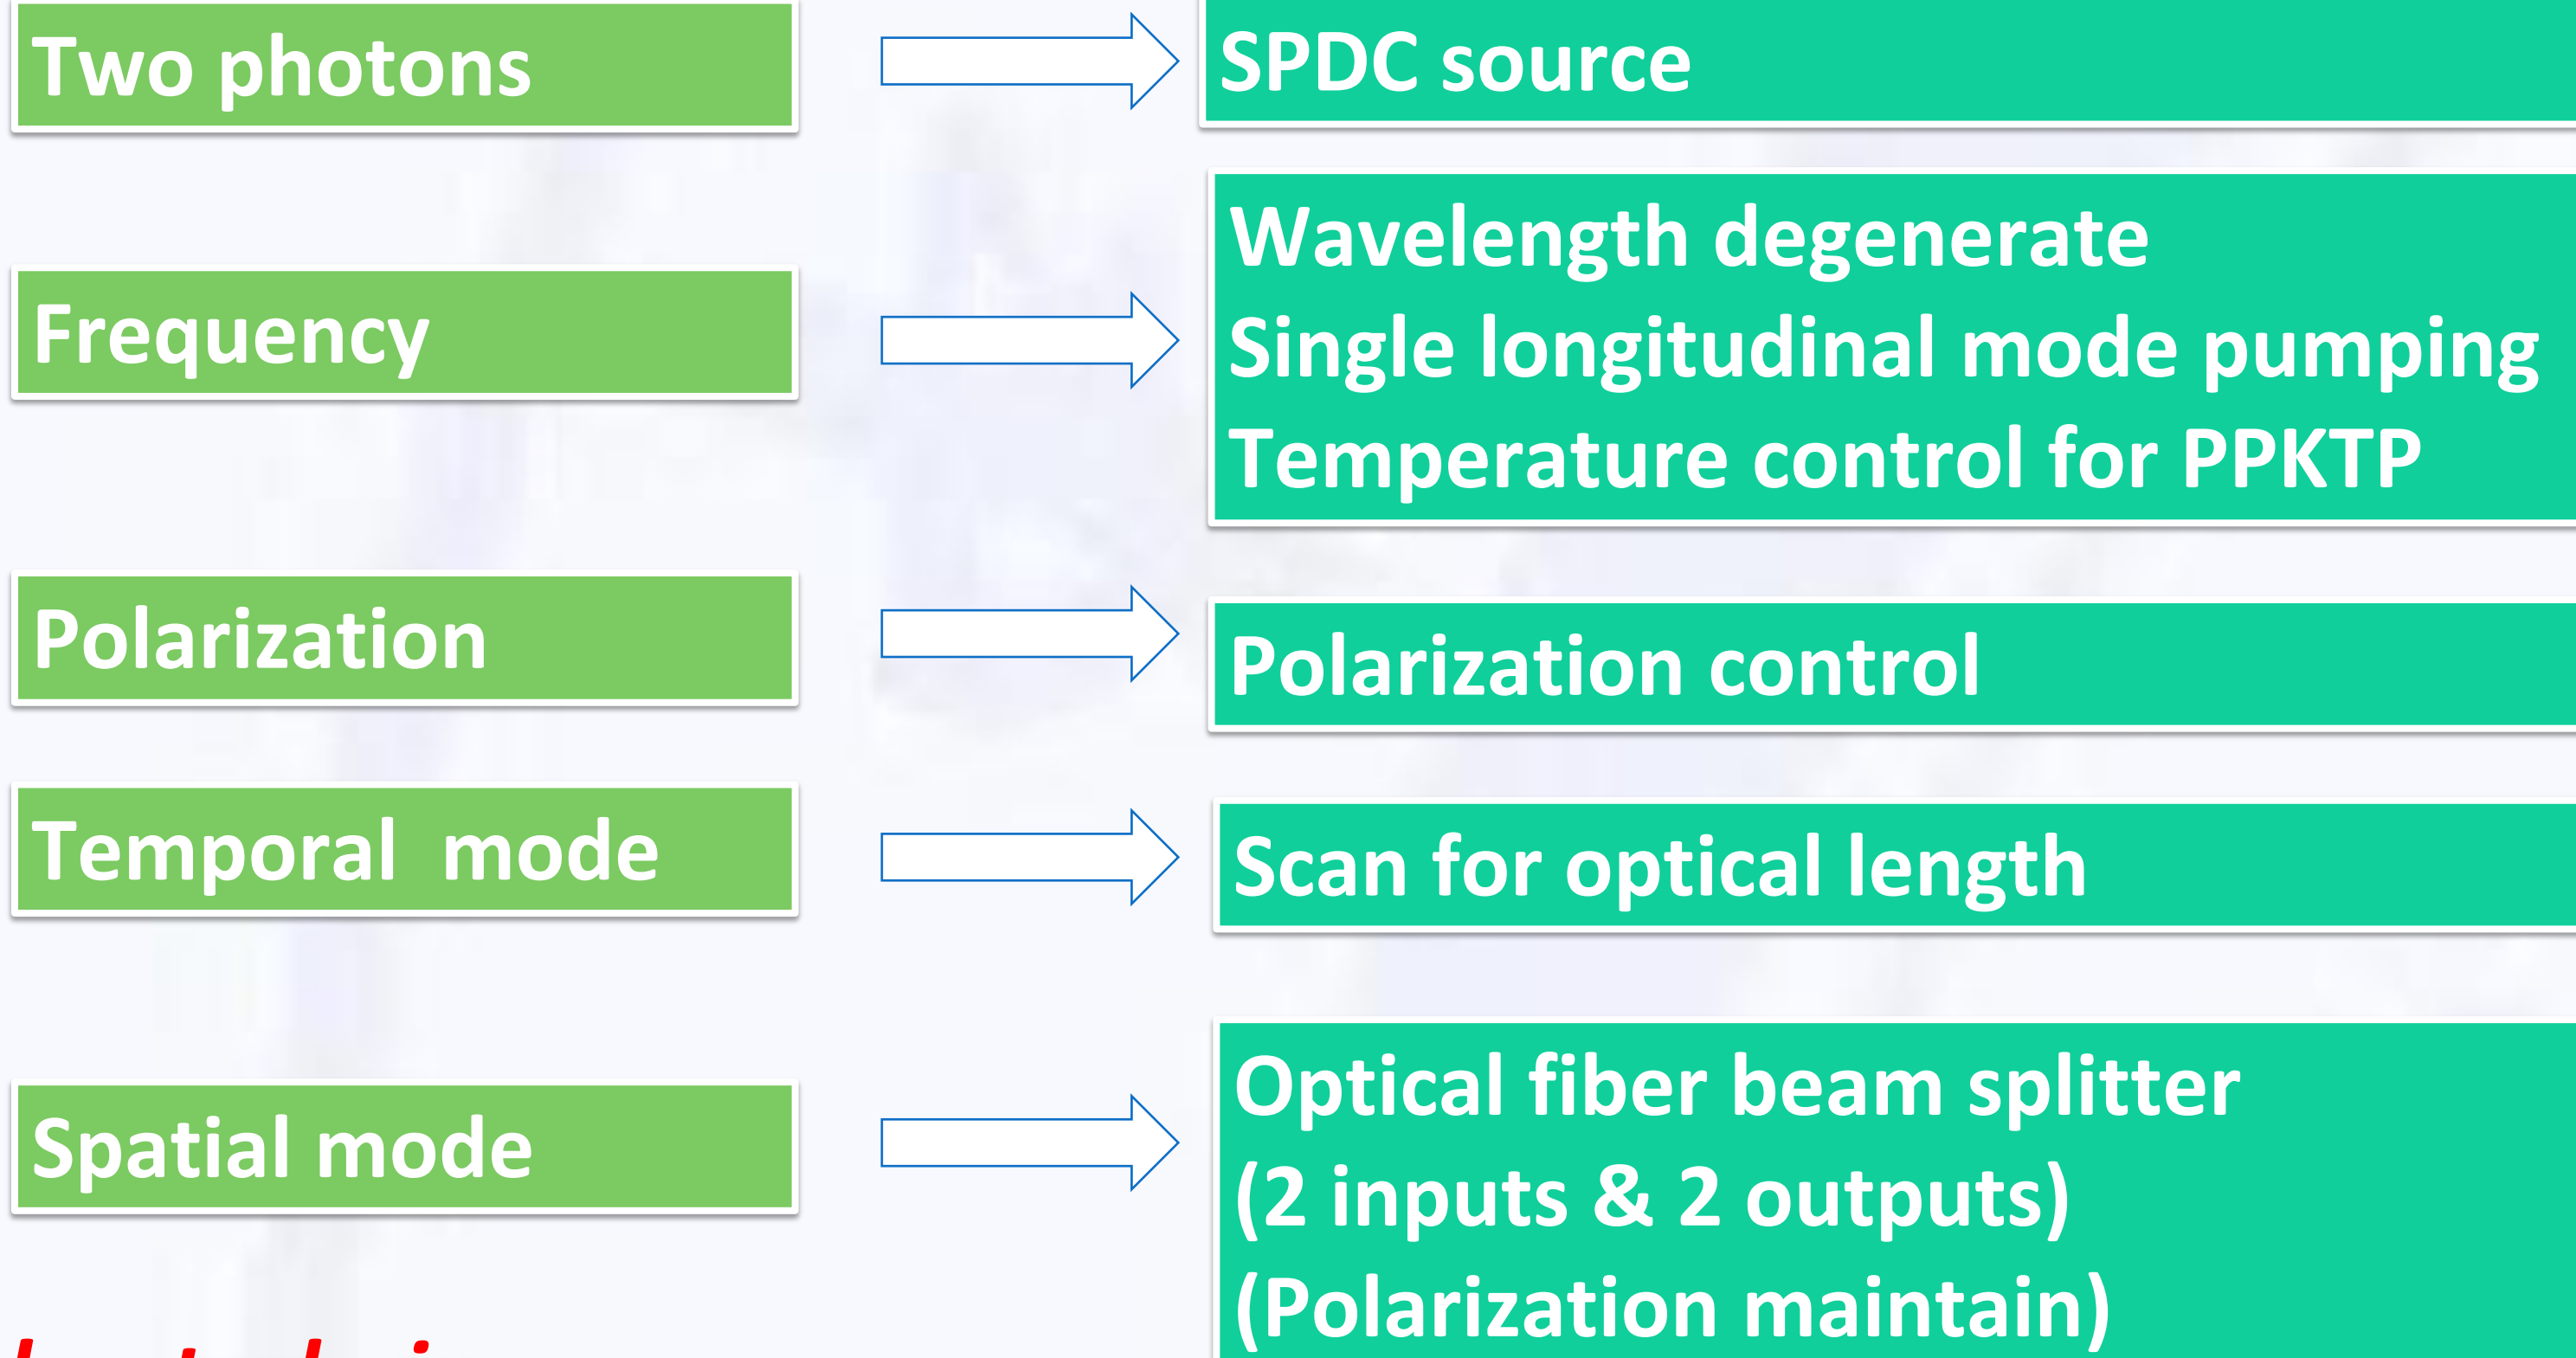 Two photons
SPDC source
Frequency
Wavelength degenerate
Single longitudinal mode pumping
Temperature control for PPKTP
Polarization
Polarization control
Temporal  mode
Scan for optical length
Spatial mode
Optical fiber beam splitter
(2 inputs & 2 outputs)
(Polarization maintain)